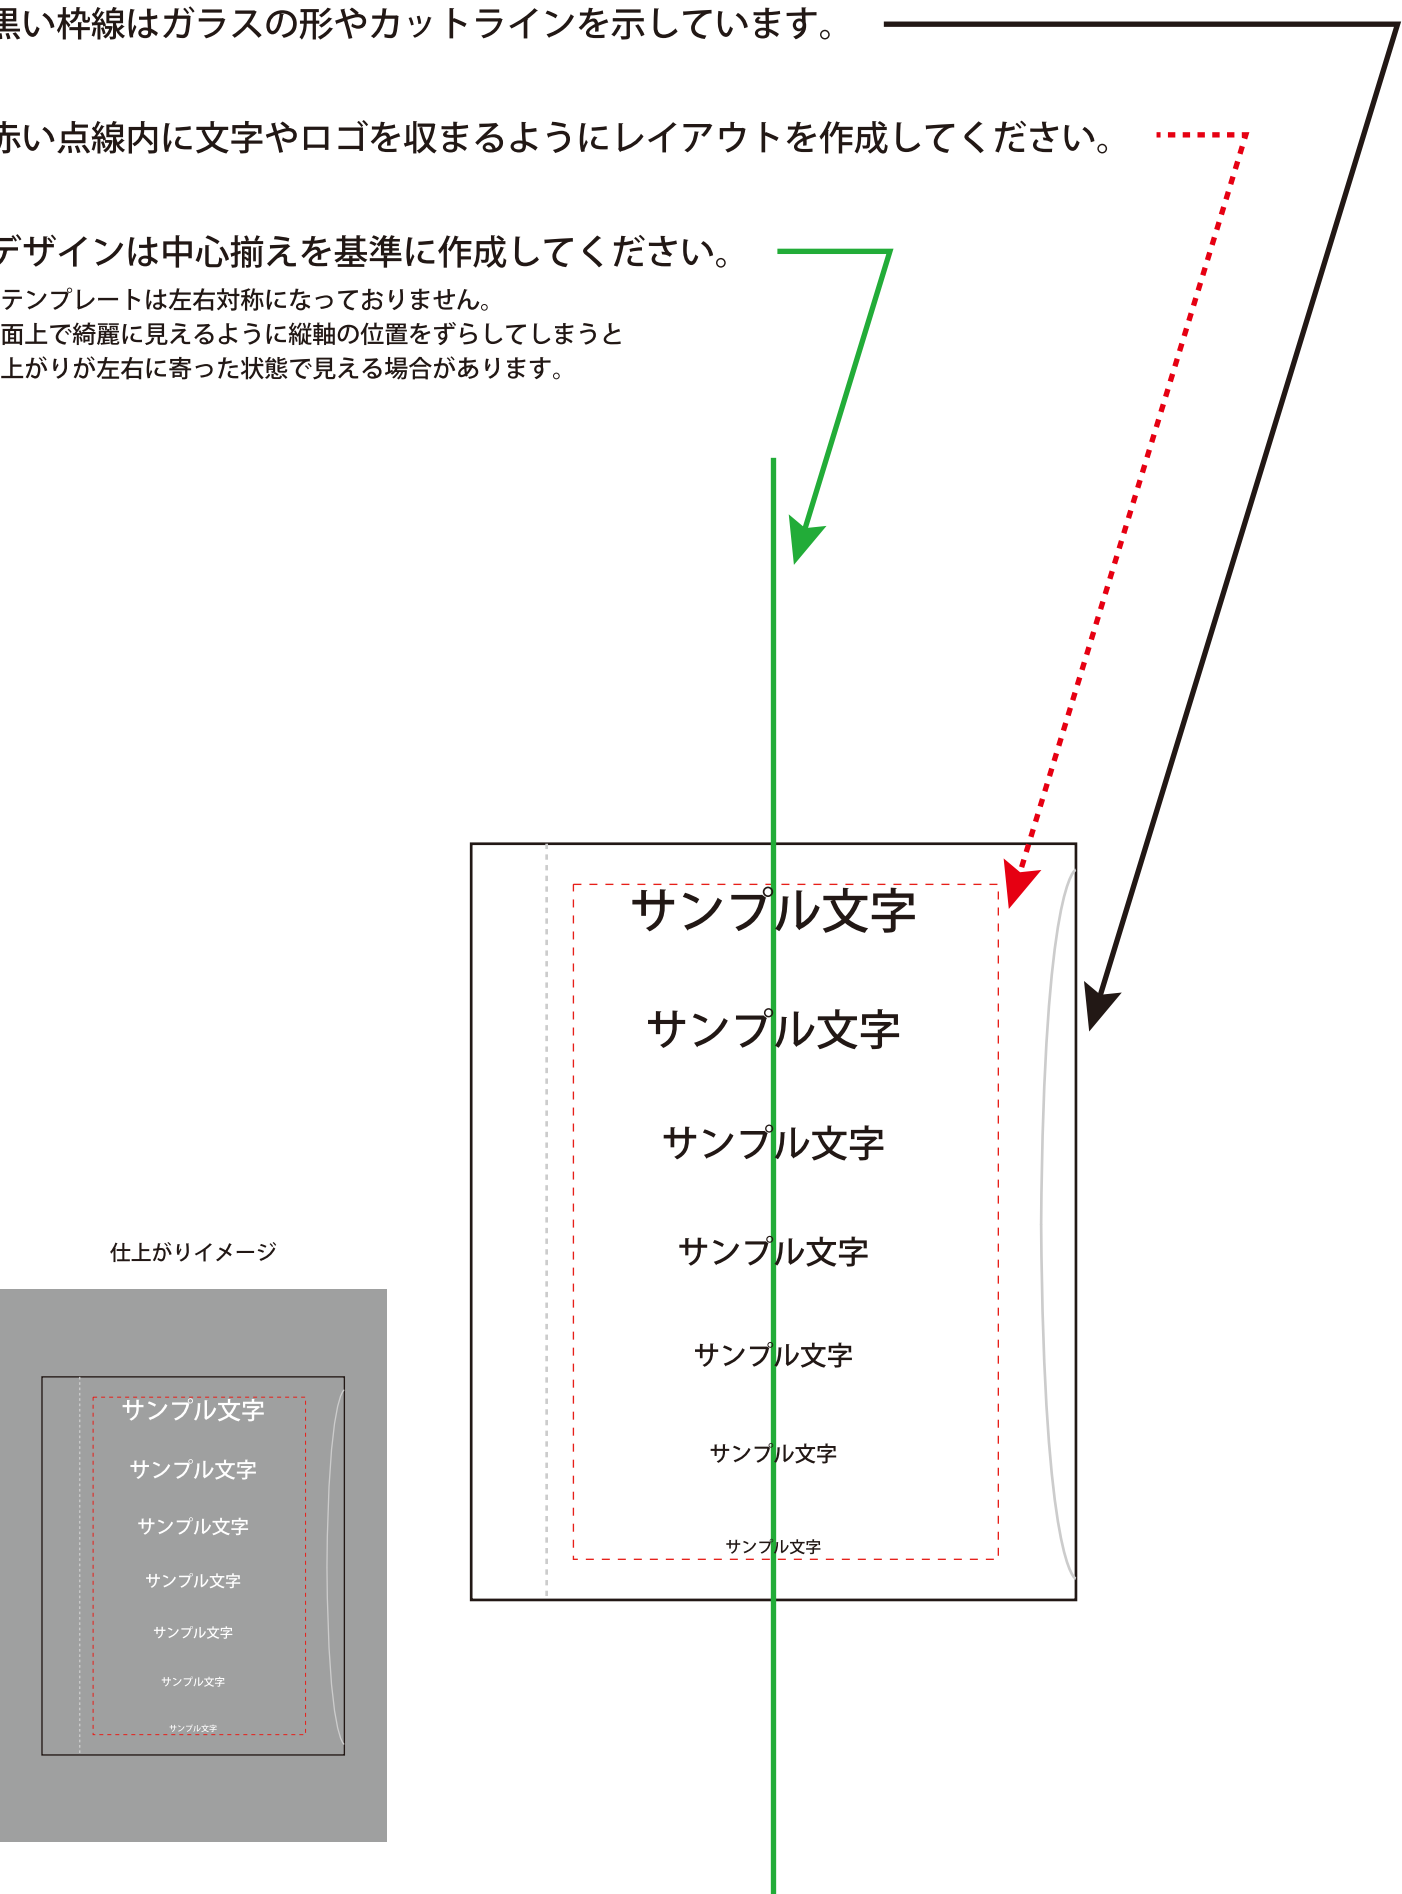 黒い枠線はガラスの形やカットラインを示しています。
赤い点線内に文字やロゴを収まるようにレイアウトを作成してください。
デザインは中心揃えを基準に作成してください。
テンプレートは左右対称になっておりません。
面上で綺麗に見えるように縦軸の位置をずらしてしまうと
上がりが左右に寄った状態で見える場合があります。
サンプル文字
サンプル文字
サンプル文字
サンプル文字
サンプル文字
サンプル文字
サンプル文字
仕上がりイメージ
サンプル文字
サンプル文字
サンプル文字
サンプル文字
サンプル文字
サンプル文字
サンプル文字